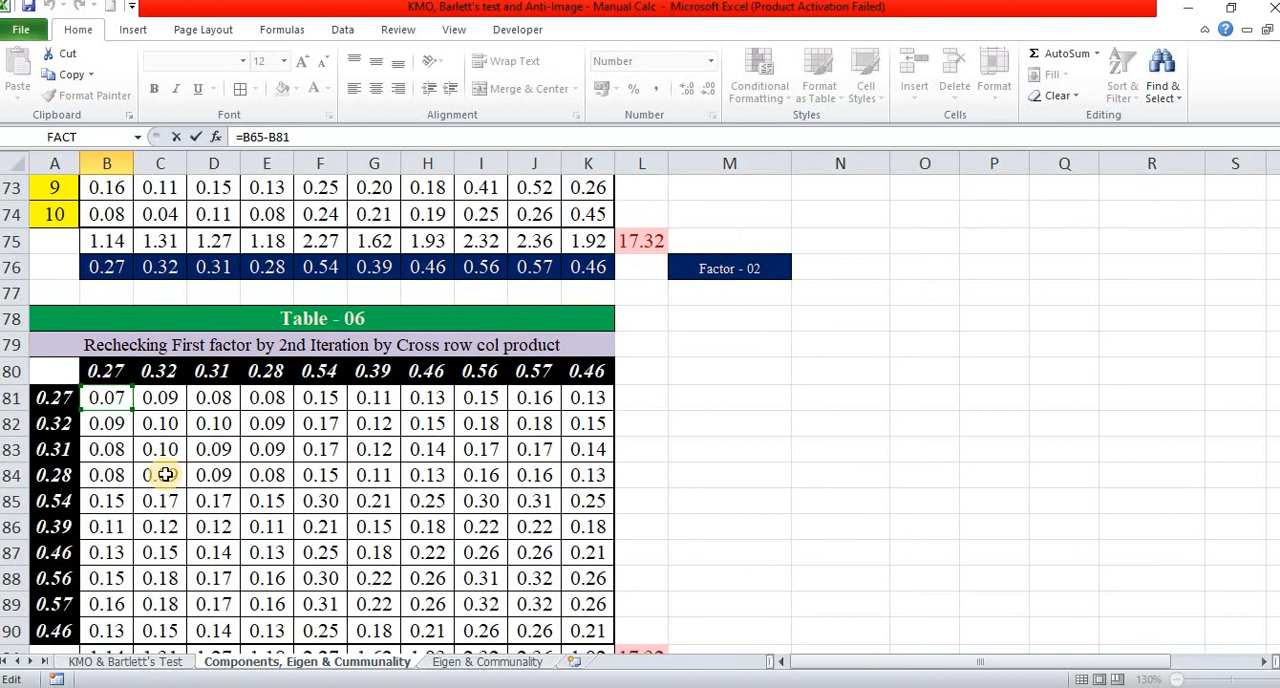 KMO, Barlett's test and Anti-Image - Manual Calc - Microsoft Excel (Product Activation Failed)
File Home Insert Page Layout Formulas Data Review View Developer
Cut
Copy
Format Painter
Paste
Clipboard
12
A A
B I U
A
Font
Wrap Text
Merge & Center
Alignment
Number
% ,
Number
Conditional Formatting
Format as Table
Cell Styles
Styles
Insert Delete Format
Cells
AutoSum
Fill
Clear
Sort & Filter
Find & Select
Editing
FACT fx =B65-B81
A B C D E F G H I J K L M N O P Q R S
73 9 0.16 0.11 0.15 0.13 0.25 0.20 0.18 0.41 0.52 0.26
74 10 0.08 0.04 0.11 0.08 0.24 0.21 0.19 0.25 0.26 0.45
75 1.14 1.31 1.27 1.18 2.27 1.62 1.93 2.32 2.36 1.92 17.32
76 0.27 0.32 0.31 0.28 0.54 0.39 0.46 0.56 0.57 0.46 Factor - 02
77
78 Table - 06
79 Rechecking First factor by 2nd Iteration by Cross row col product
80 0.27 0.32 0.31 0.28 0.54 0.39 0.46 0.56 0.57 0.46
81 0.27 0.07 0.09 0.08 0.08 0.15 0.11 0.13 0.15 0.16 0.13
82 0.32 0.09 0.10 0.10 0.09 0.17 0.12 0.15 0.18 0.18 0.15
83 0.31 0.08 0.10 0.09 0.09 0.17 0.12 0.14 0.17 0.17 0.14
84 0.28 0.08 0.09 0.08 0.15 0.11 0.13 0.16 0.16 0.13
85 0.54 0.15 0.17 0.17 0.15 0.30 0.21 0.25 0.30 0.31 0.25
86 0.39 0.11 0.12 0.12 0.11 0.21 0.15 0.18 0.22 0.22 0.18
87 0.46 0.13 0.15 0.14 0.13 0.25 0.18 0.22 0.26 0.26 0.21
88 0.56 0.15 0.18 0.17 0.16 0.30 0.22 0.26 0.31 0.32 0.26
89 0.57 0.16 0.18 0.17 0.16 0.31 0.22 0.26 0.32 0.32 0.26
90 0.46 0.13 0.15 0.14 0.13 0.25 0.18 0.21 0.26 0.26 0.21
KMO & Bartlett's Test Components, Eigen & Cummunality Eigen & Communality
Edit 130%